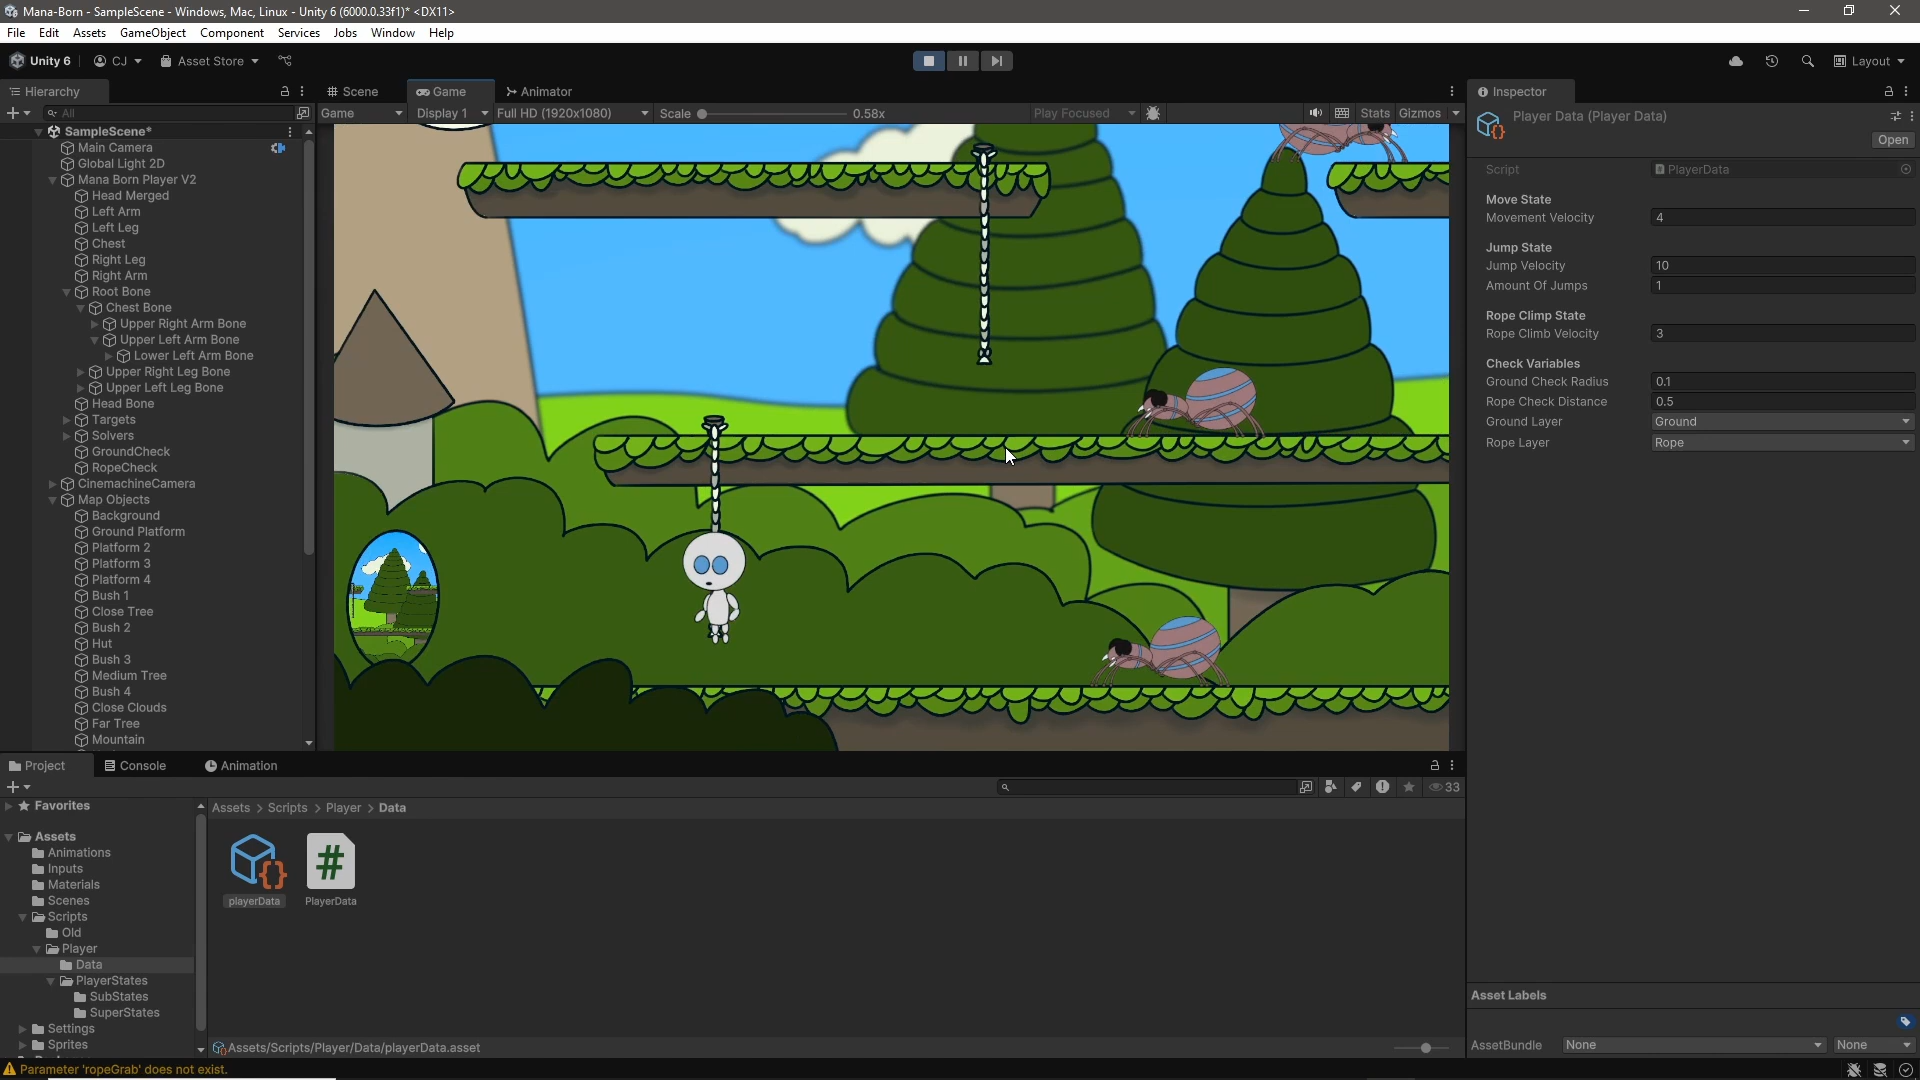 Mana-Born - SampleScene - Windows, Mac, Linux - Unity 6 (6000.0.33f1)* <DX11>
File Edit Assets GameObject Component Services Jobs Window Help
Unity 6 CJ Asset Store Layout
Hierarchy Scene Game Animator Inspector
All Game Display 1 Full HD (1920x1080) Scale 0.58x Play Focused Stats Gizmos
Player Data (Player Data)
Open
SampleScene*
Main Camera
Global Light 2D
Mana Born Player V2
Head Merged
Left Arm
Left Leg
Chest
Right Leg
Right Arm
Root Bone
Chest Bone
Upper Right Arm Bone
Upper Left Arm Bone
Lower Left Arm Bone
Upper Right Leg Bone
Upper Left Leg Bone
Head Bone
Targets
Solvers
GroundCheck
RopeCheck
CinemachineCamera
Map Objects
Background
Ground Platform
Platform 2
Platform 3
Platform 4
Bush 1
Close Tree
Bush 2
Hut
Bush 3
Medium Tree
Bush 4
Close Clouds
Far Tree
Mountain
Script PlayerData
Move State
Movement Velocity 4
Jump State
Jump Velocity 10
Amount Of Jumps 1
Rope Climp State
Rope Climb Velocity 3
Check Variables
Ground Check Radius 0.1
Rope Check Distance 0.5
Ground Layer Ground
Rope Layer Rope
Project Console Animation
33
Favorites
Assets
Animations
Inputs
Materials
Scenes
Scripts
Old
Player
Data
PlayerStates
SubStates
SuperStates
Settings
Sprites
Assets > Scripts > Player > Data
playerData PlayerData
Assets/Scripts/Player/Data/playerData.asset
Asset Labels
AssetBundle None None
Parameter 'ropeGrab' does not exist.